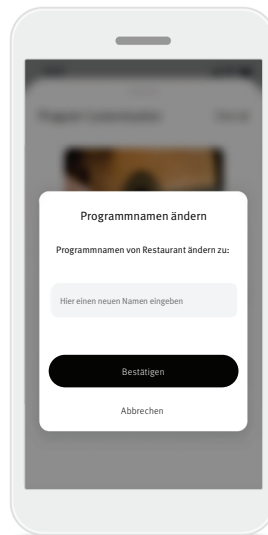 Programmnamen ändern
Programmnamen von Restaurant ändern zu:
Hier einen neuen Namen eingeben
Bestätigen
Abbrechen